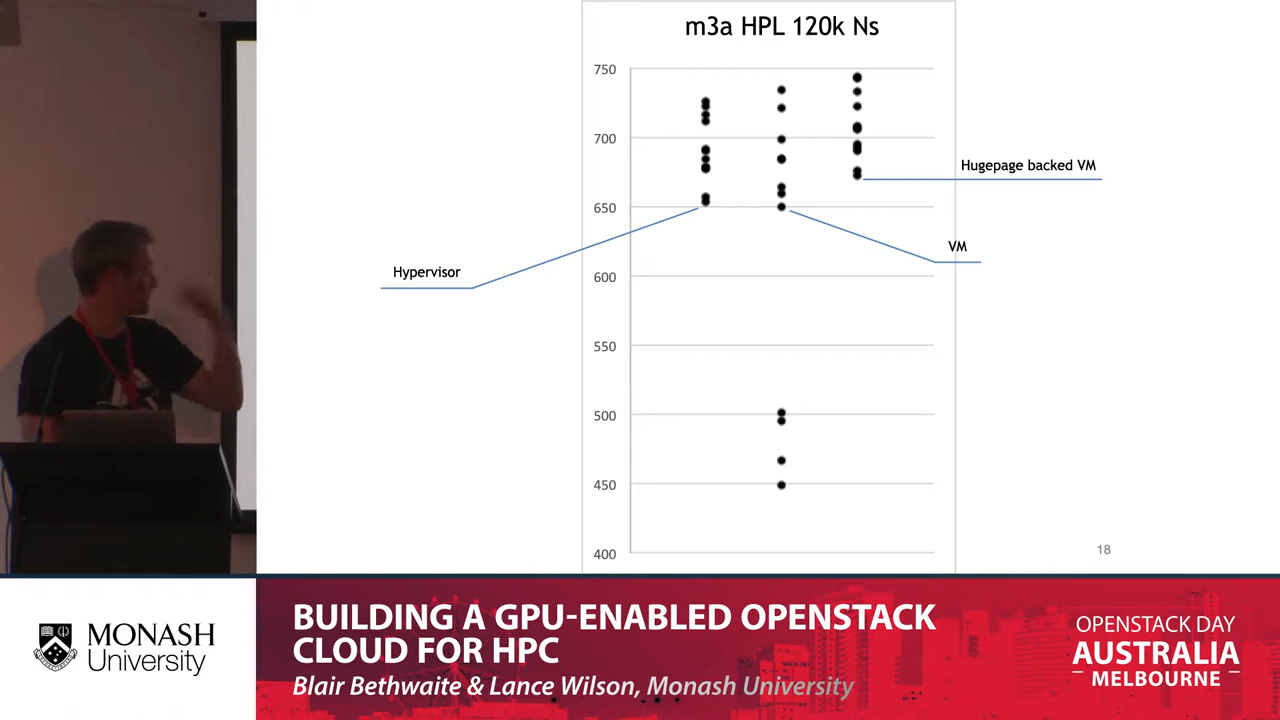 m3a HPL 120k Ns
750
700
650
600
550
500
450
400
Hypervisor
VM
Hugepage backed VM
18
MONASH
University
BUILDING A GPU-ENABLED OPENSTACK
CLOUD FOR HPC
Blair Bethwaite & Lance Wilson, Monash University
OPENSTACK DAY
AUSTRALIA
MELBOURNE